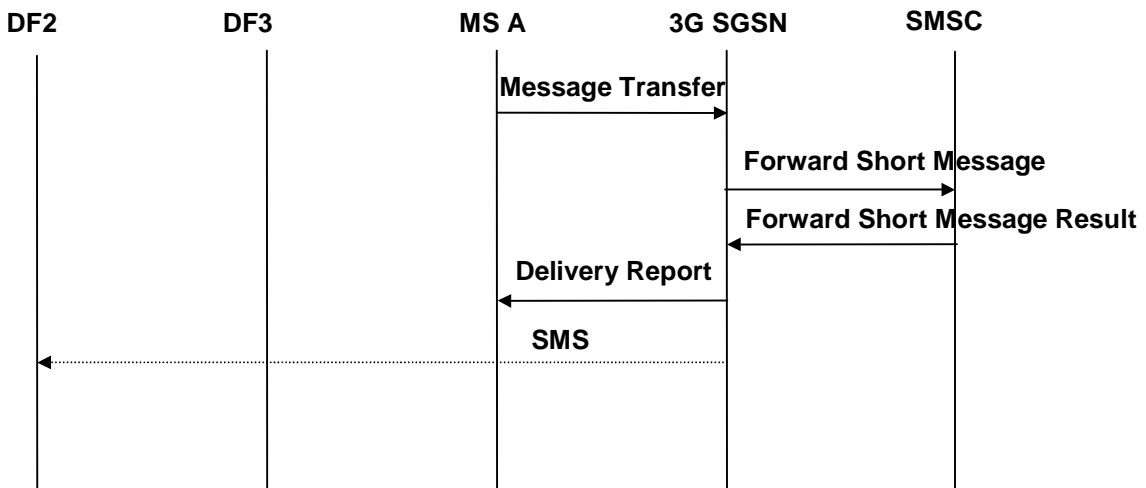 DF2 DF3 MS A 3G SGSN SMSC
Message Transfer
Forward Short Message
Forward Short Message Result
Delivery Report
SMS